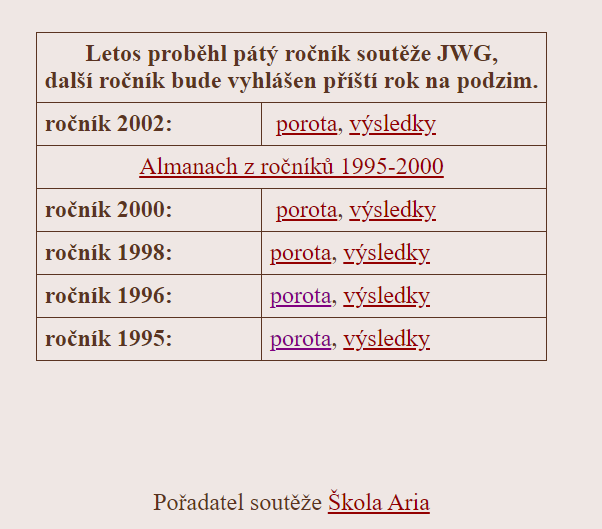 Letos proběhl pátý ročník soutěže JWG,
další ročník bude vyhlášen příští rok na podzim.
ročník 2002: porota, výsledky
Almanach z ročníků 1995-2000
ročník 2000: porota, výsledky
ročník 1998: porota, výsledky
ročník 1996: porota, výsledky
ročník 1995: porota, výsledky
Pořadatel soutěže Škola Aria